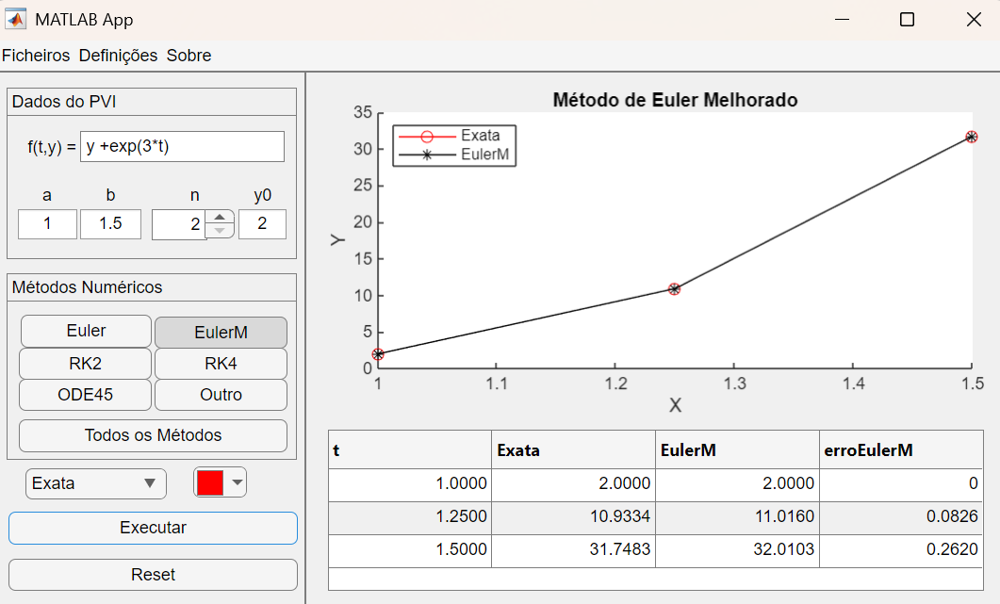 MATLAB App
Ficheiros Definições Sobre
Dados do PVI
f(t,y) = y +exp(3*t)
a b n y0
1 1.5 2 2
Métodos Numéricos
Euler EulerM
RK2 RK4
ODE45 Outro
Todos os Métodos
Exata
Executar
Reset
Método de Euler Melhorado
Exata
EulerM
35
30
25
20
15
10
5
0
Y
1 1.1 1.2 1.3 1.4 1.5
X
t Exata EulerM erroEulerM
1.0000 2.0000 2.0000 0
1.2500 10.9334 11.0160 0.0826
1.5000 31.7483 32.0103 0.2620